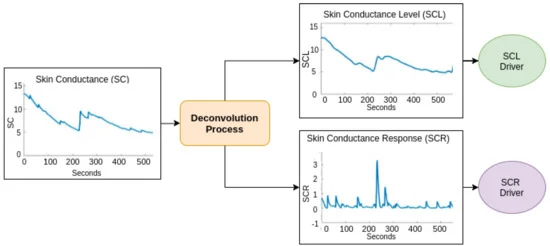 Skin Conductance (SC)
15
10
5
0
SC
0 100 200 300 400 500
Seconds
Deconvolution
Process
Skin Conductance Level (SCL)
15
10
5
0
SCL
0 100 200 300 400 500
Seconds
SCL
Driver
Skin Conductance Response (SCR)
3
2
1
0
-1
SCR
0 100 200 300 400 500
Seconds
SCR
Driver